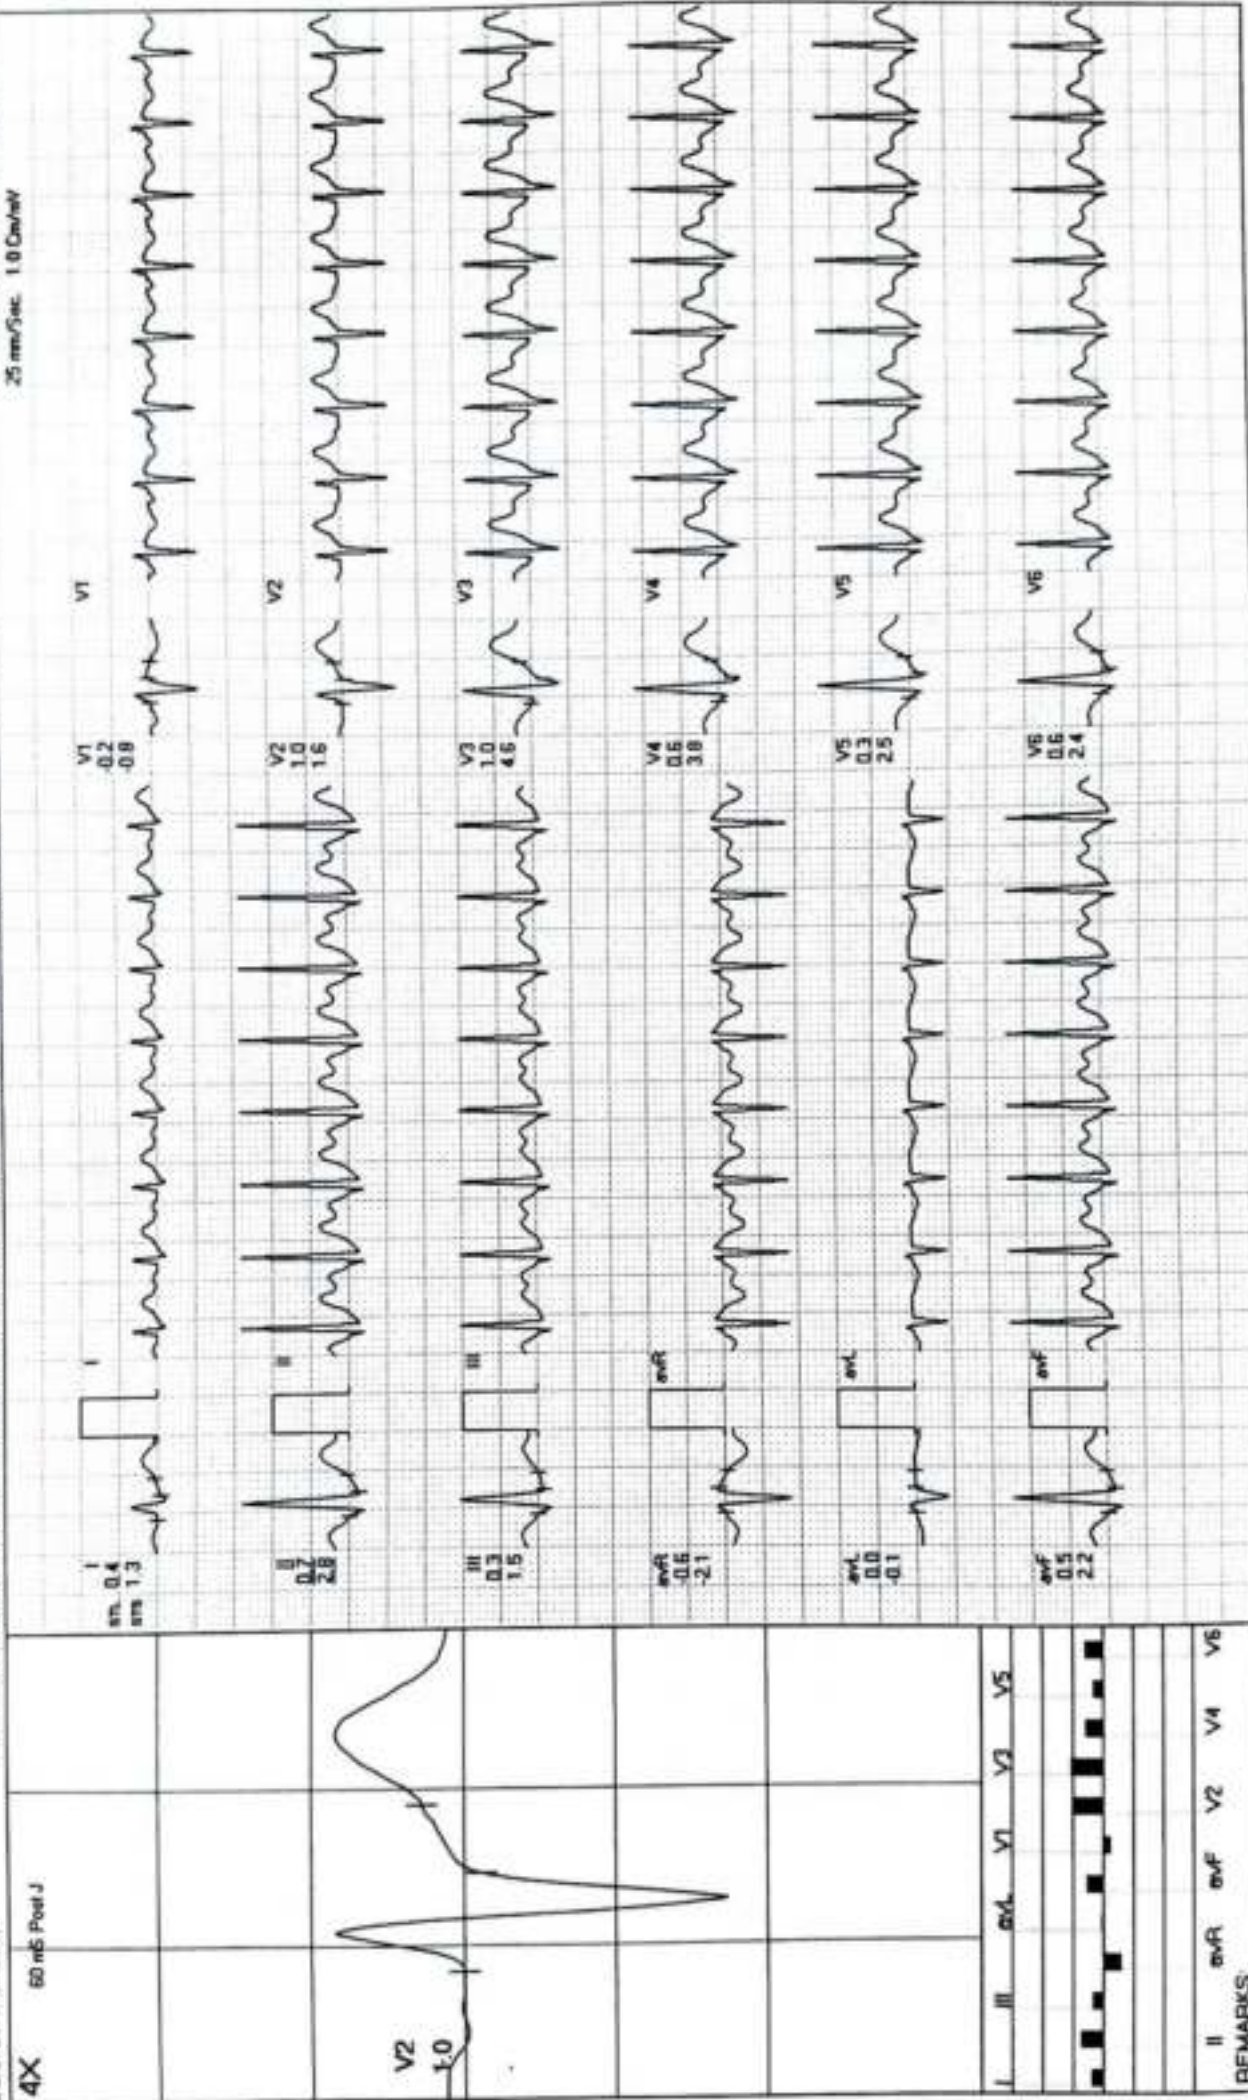 4X
60 mS Post J
25 mm/Sec. 1.0 Cm/mV
V2
1.0
I
0.4
1.3
II
0.7
2.8
III
0.3
1.5
avR
-0.6
-2.1
avL
0.0
-0.1
avF
0.5
2.2
I
II
III
avR
avL
avF
V1
-0.2
-0.8
V2
1.0
1.6
V3
1.0
4.6
V4
0.6
3.8
V5
0.3
2.5
V6
0.6
2.4
V1
V2
V3
V4
V5
V6
I III avL V1 V3 V5
II avR avF V2 V4 V6
REMARKS: